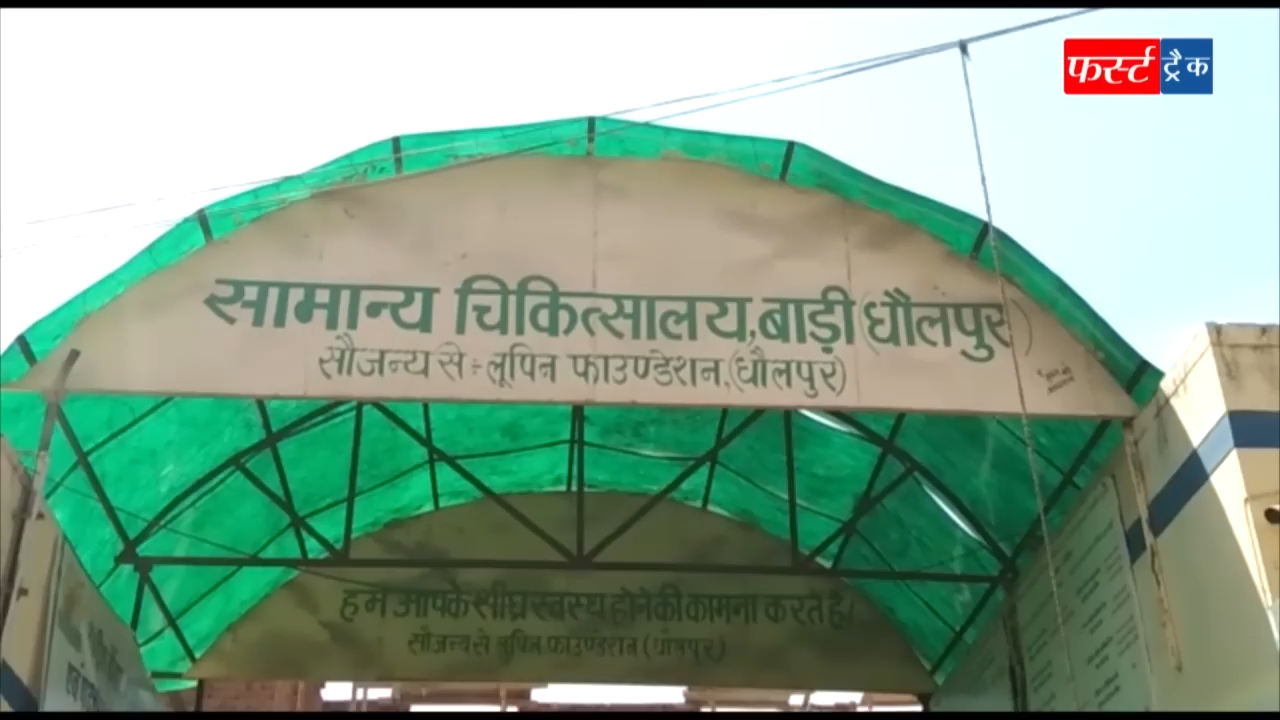 फर्स्ट ट्रैक
सामान्य चिकित्सालय,बाड़ी (धौलपुर)
सौजन्य से :- लूपिन फाउण्डेशन,(धौलपुर)
हम आपके शीघ्र स्वस्थ होने की कामना करते है।
सौजन्य से लूपिन फाउण्डेशन (धौलपुर)